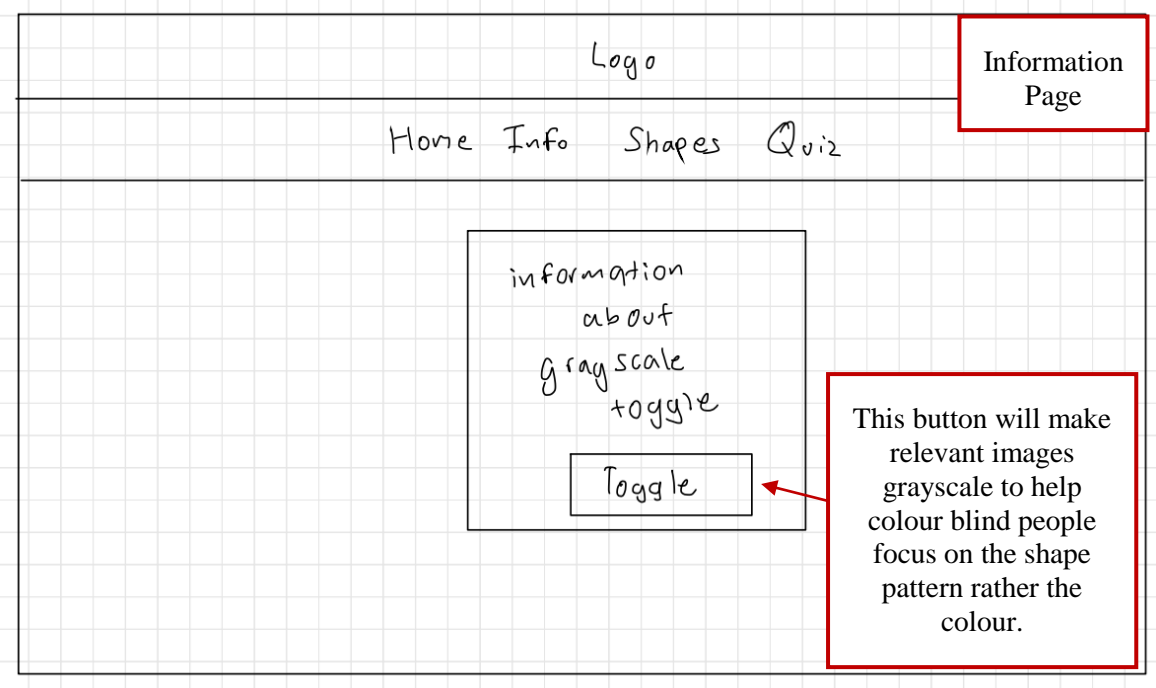 Logo
Information
Page
Home Info Shapes Quiz
information
about
grayscale
toggle
Toggle
This button will make
relevant images
grayscale to help
colour blind people
focus on the shape
pattern rather the
colour.